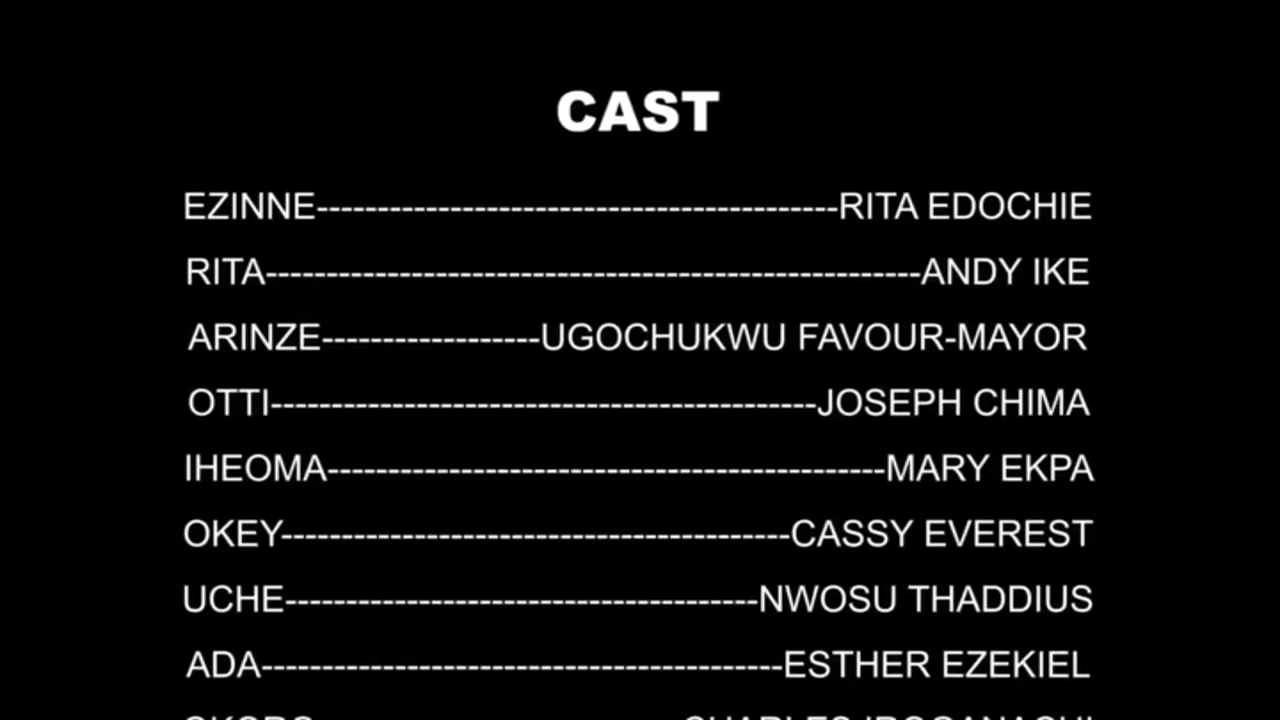 CAST
EZINNE-------------------------------------------RITA EDOCHIE
RITA------------------------------------------------------ANDY IKE
ARINZE------------------UGOCHUKWU FAVOUR-MAYOR
OTTI---------------------------------------------JOSEPH CHIMA
IHEOMA----------------------------------------------MARY EKPA
OKEY------------------------------------------CASSY EVEREST
UCHE---------------------------------------NWOSU THADDIUS
ADA-------------------------------------------ESTHER EZEKIEL